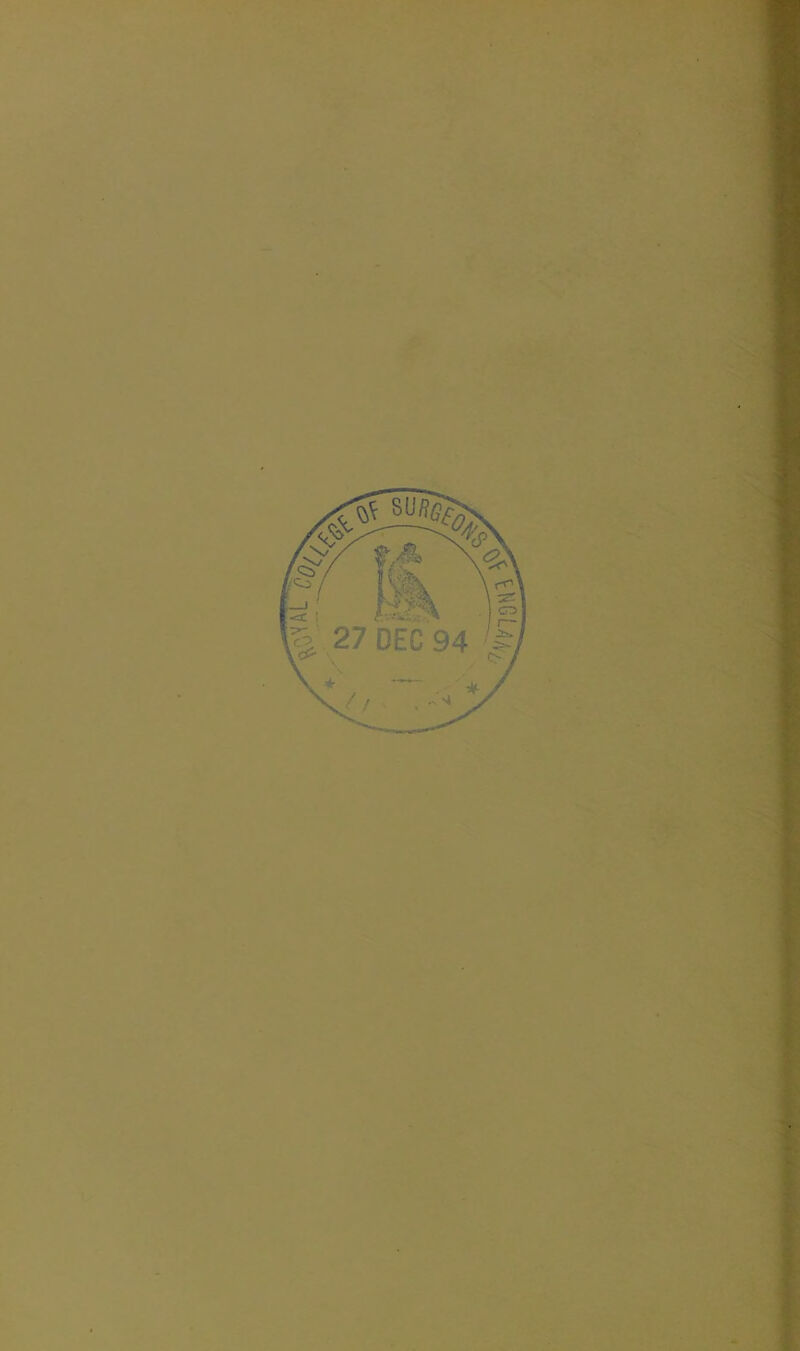 ROYAL COLLEGE OF SURGEONS OF ENGLAND
27 DEC 94